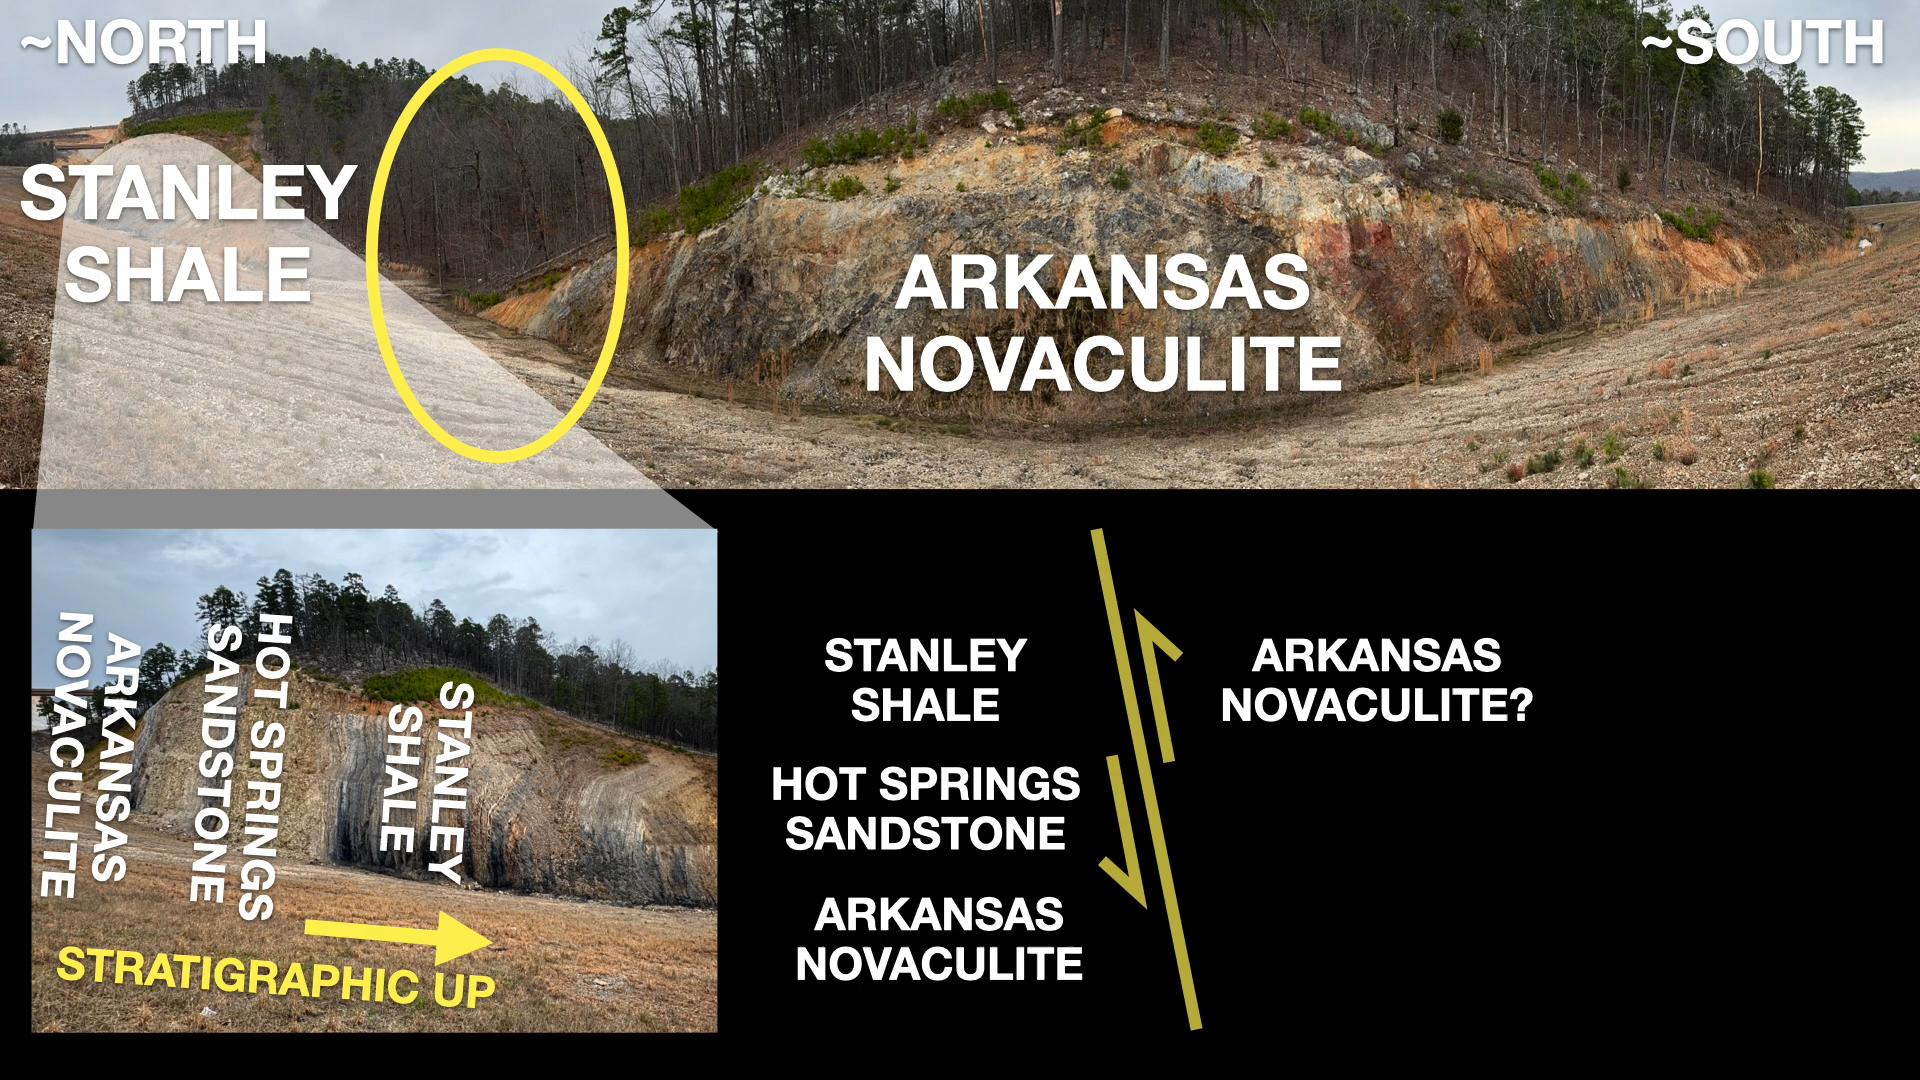 ~NORTH
~SOUTH
STANLEY
SHALE
ARKANSAS
NOVACULITE
ARKANSAS
NOVACULITE
HOT SPRINGS
SANDSTONE
STANLEY
SHALE
STRATIGRAPHIC UP
STANLEY
SHALE
HOT SPRINGS
SANDSTONE
ARKANSAS
NOVACULITE
ARKANSAS
NOVACULITE?